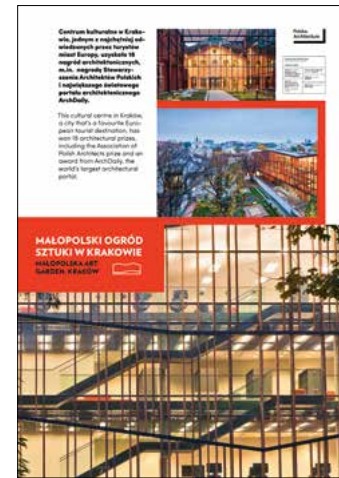 Centrum kulturalne w Krako-
wie, jednym z najchętniej od-
wiedzanych przez turystów
miast Europy, uzyskało 18
nagród architektonicznych,
m.in. nagrodę Stowarzy-
szenia Architektów Polskich
i największego światowego
portalu architektonicznego
ArchDaily.
This cultural centre in Kraków,
a city that's a favourite Euro-
pean tourist destination, has
won 18 architectural prizes,
including the Association of
Polish Architects prize and an
award from ArchDaily, the
world's largest architectural
portal.
Polska
Architecture
MAŁOPOLSKI OGRÓD
SZTUKI W KRAKOWIE
MAŁOPOLSKA ART
GARDEN, KRAKÓW